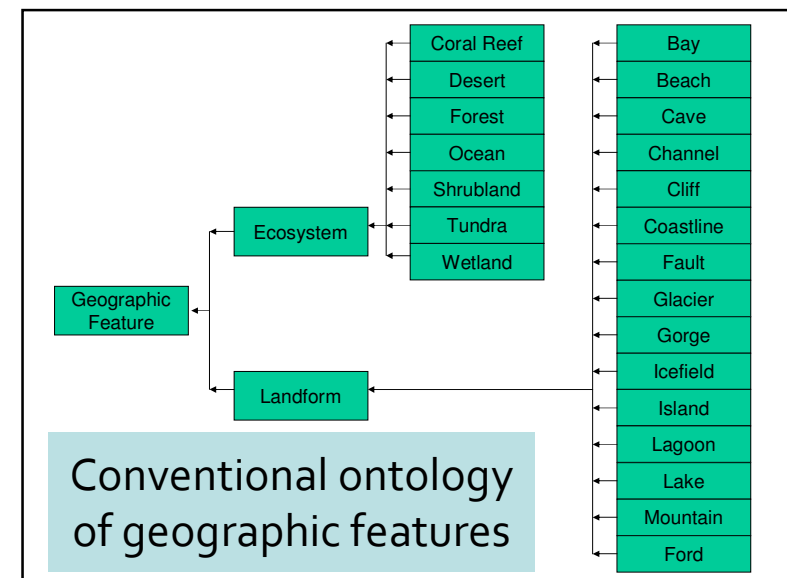 Coral Reef
Desert
Forest
Ocean
Shrubland
Tundra
Wetland
Bay
Beach
Cave
Channel
Cliff
Coastline
Fault
Glacier
Gorge
Icefield
Island
Lagoon
Lake
Mountain
Ford
Ecosystem
Geographic
Feature
Landform
Conventional ontology
of geographic features